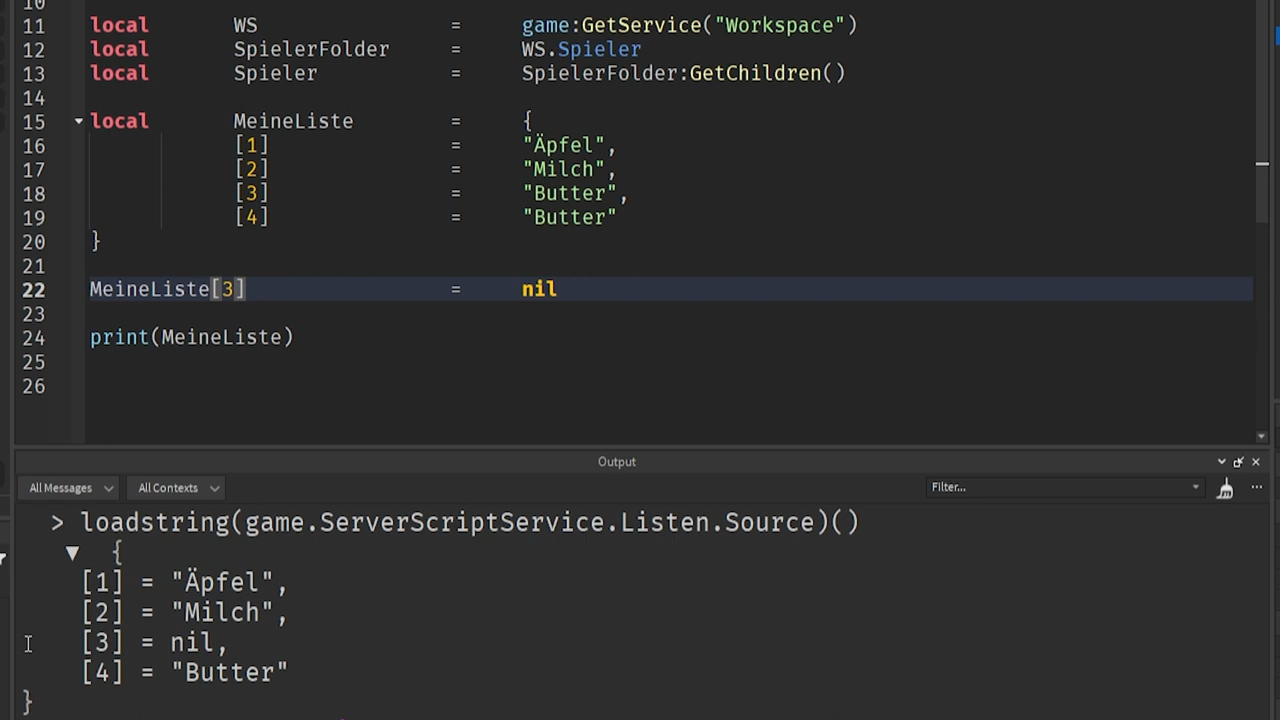 10
11 local WS = game:GetService("Workspace")
12 local SpielerFolder = WS.Spieler
13 local Spieler = SpielerFolder:GetChildren()
14
15 local MeineListe = {
16 [1] = "Äpfel",
17 [2] = "Milch",
18 [3] = "Butter",
19 [4] = "Butter"
20 }
21
22 MeineListe[3] = nil
23
24 print(MeineListe)
25
26
Output
All Messages All Contexts Filter...
> loadstring(game.ServerScriptService.Listen.Source)()
▼ {
[1] = "Äpfel",
[2] = "Milch",
[3] = nil,
[4] = "Butter"
}